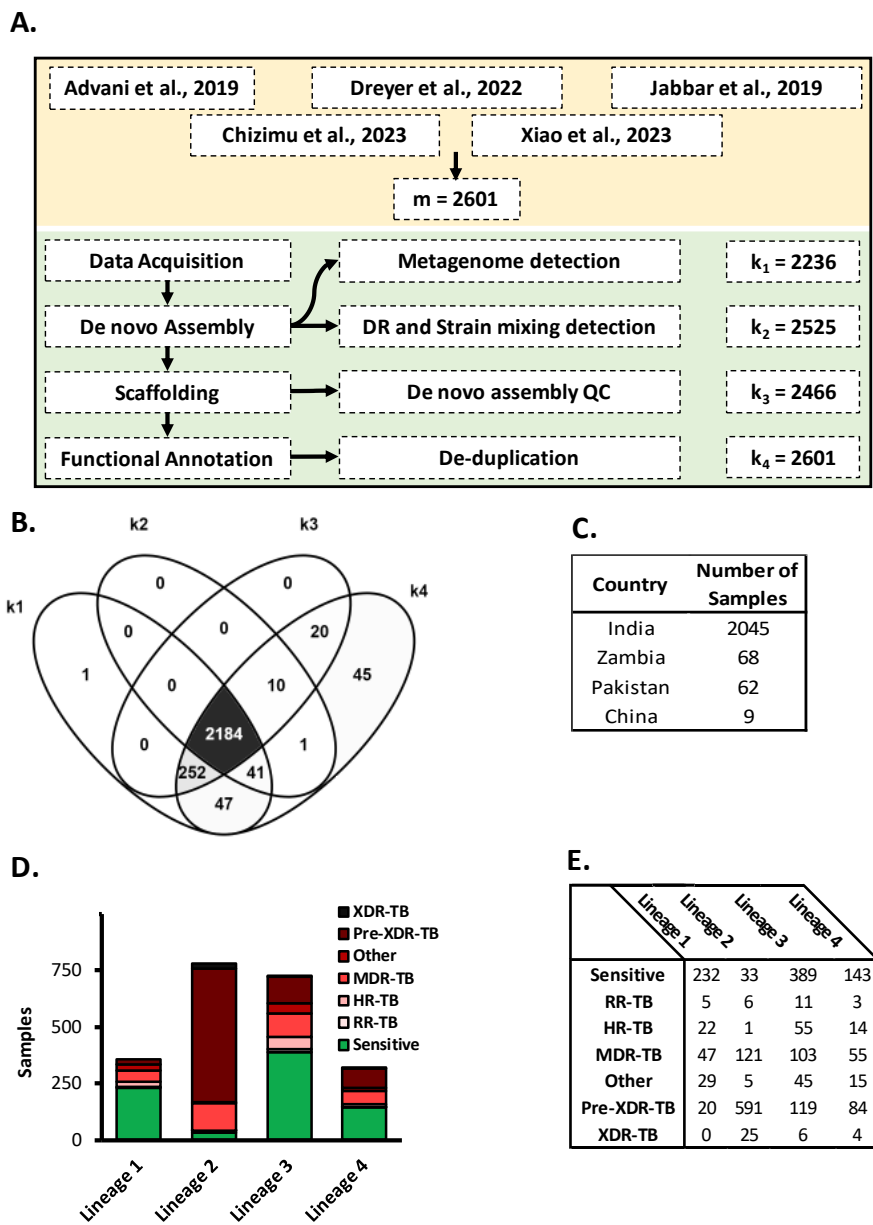 A.
Advani et al., 2019
Dreyer et al., 2022
Jabbar et al., 2019
Chizimu et al., 2023
Xiao et al., 2023
m = 2601
Data Acquisition
Metagenome detection
k1 = 2236
De novo Assembly
DR and Strain mixing detection
k2 = 2525
Scaffolding
De novo assembly QC
k3 = 2466
Functional Annotation
De-duplication
k4 = 2601
B.
k1
k2
k3
k4
0
0
0
0
20
1
0
10
45
2184
0
1
252
41
47
C.
Country Number of
Samples
India 2045
Zambia 68
Pakistan 62
China 9
D.
Samples
750
500
250
0
XDR-TB
Pre-XDR-TB
Other
MDR-TB
HR-TB
RR-TB
Sensitive
Lineage 1
Lineage 2
Lineage 3
Lineage 4
E.
Lineage 1 Lineage 2 Lineage 3 Lineage 4
Sensitive 232 33 389 143
RR-TB 5 6 11 3
HR-TB 22 1 55 14
MDR-TB 47 121 103 55
Other 29 5 45 15
Pre-XDR-TB 20 591 119 84
XDR-TB 0 25 6 4